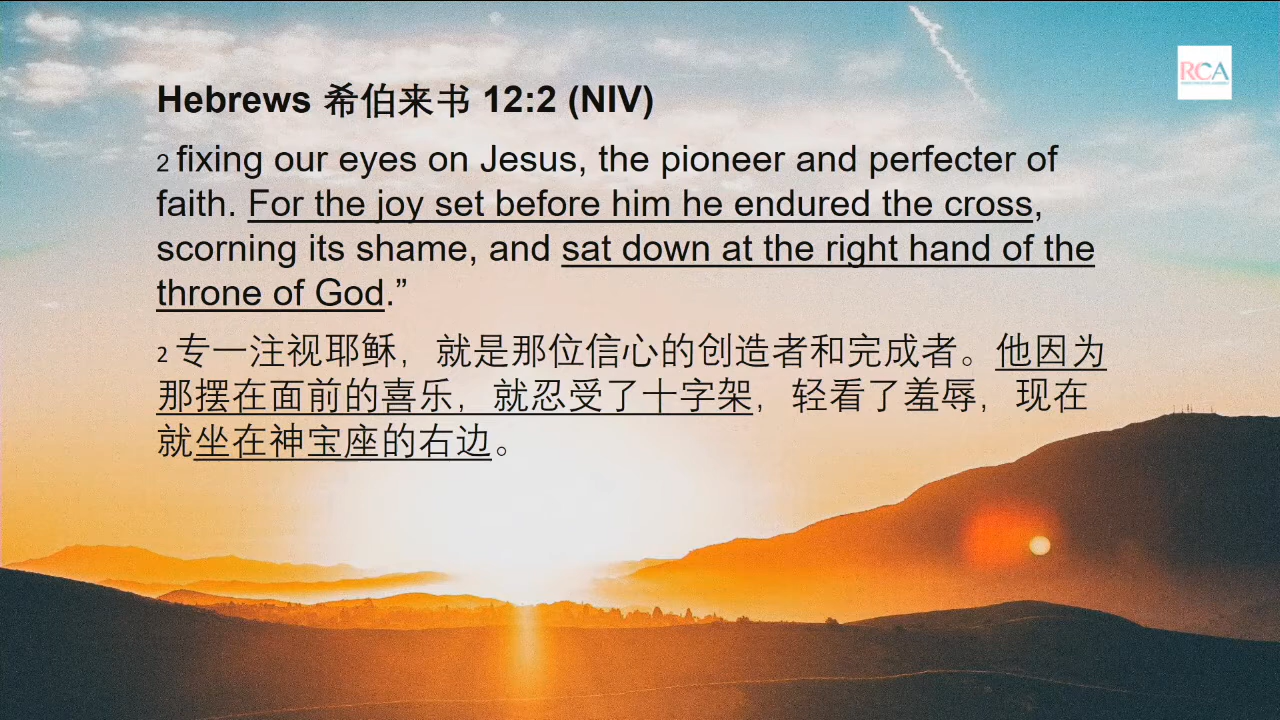 RCA
Hebrews 希伯来书 12:2 (NIV)
2 fixing our eyes on Jesus, the pioneer and perfecter of
faith. For the joy set before him he endured the cross,
scorning its shame, and sat down at the right hand of the
throne of God.”
2 专一注视耶稣，就是那位信心的创造者和完成者。他因为
那摆在面前的喜乐，就忍受了十字架，轻看了羞辱，现在
就坐在神宝座的右边。